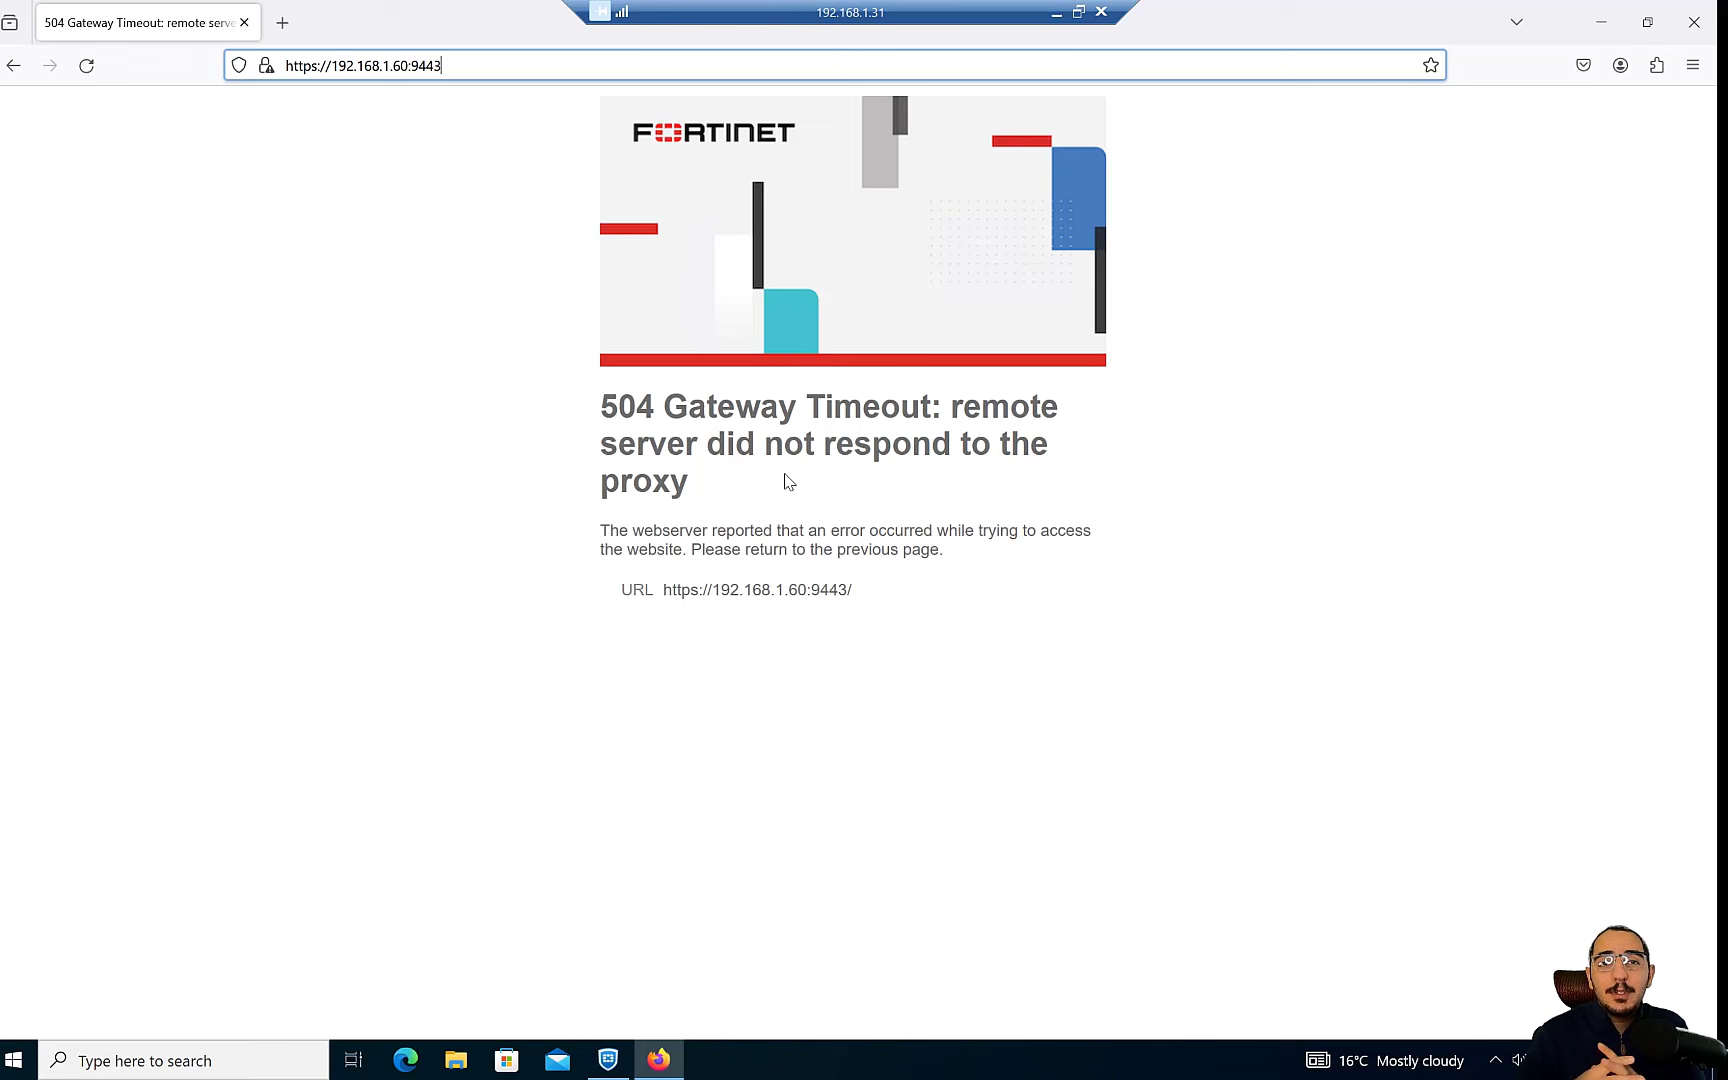 504 Gateway Timeout: remote serve
192.168.1.31
https://192.168.1.60:9443
FORTINET
504 Gateway Timeout: remote
server did not respond to the
proxy
The webserver reported that an error occurred while trying to access
the website. Please return to the previous page.
URL https://192.168.1.60:9443/
Type here to search
16°C Mostly cloudy